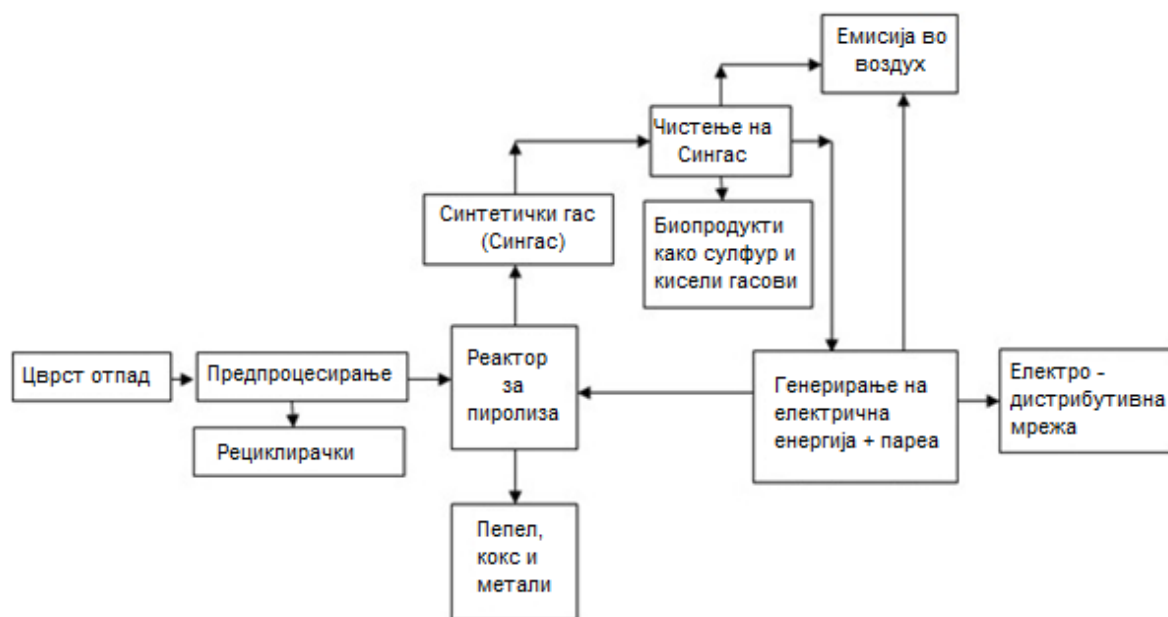 Емисија во
воздух
Чистење на
Сингас
Синтетички гас
(Сингас)
Биопродукти
како сулфур и
кисели гасови
Цврст отпад
Предпроцесирање
Рециклирачки
Реактор
за
пиролиза
Генерирање на
електрична
енергија + пареа
Електро -
дистрибутивна
мрежа
Пепел,
кокс и
метали